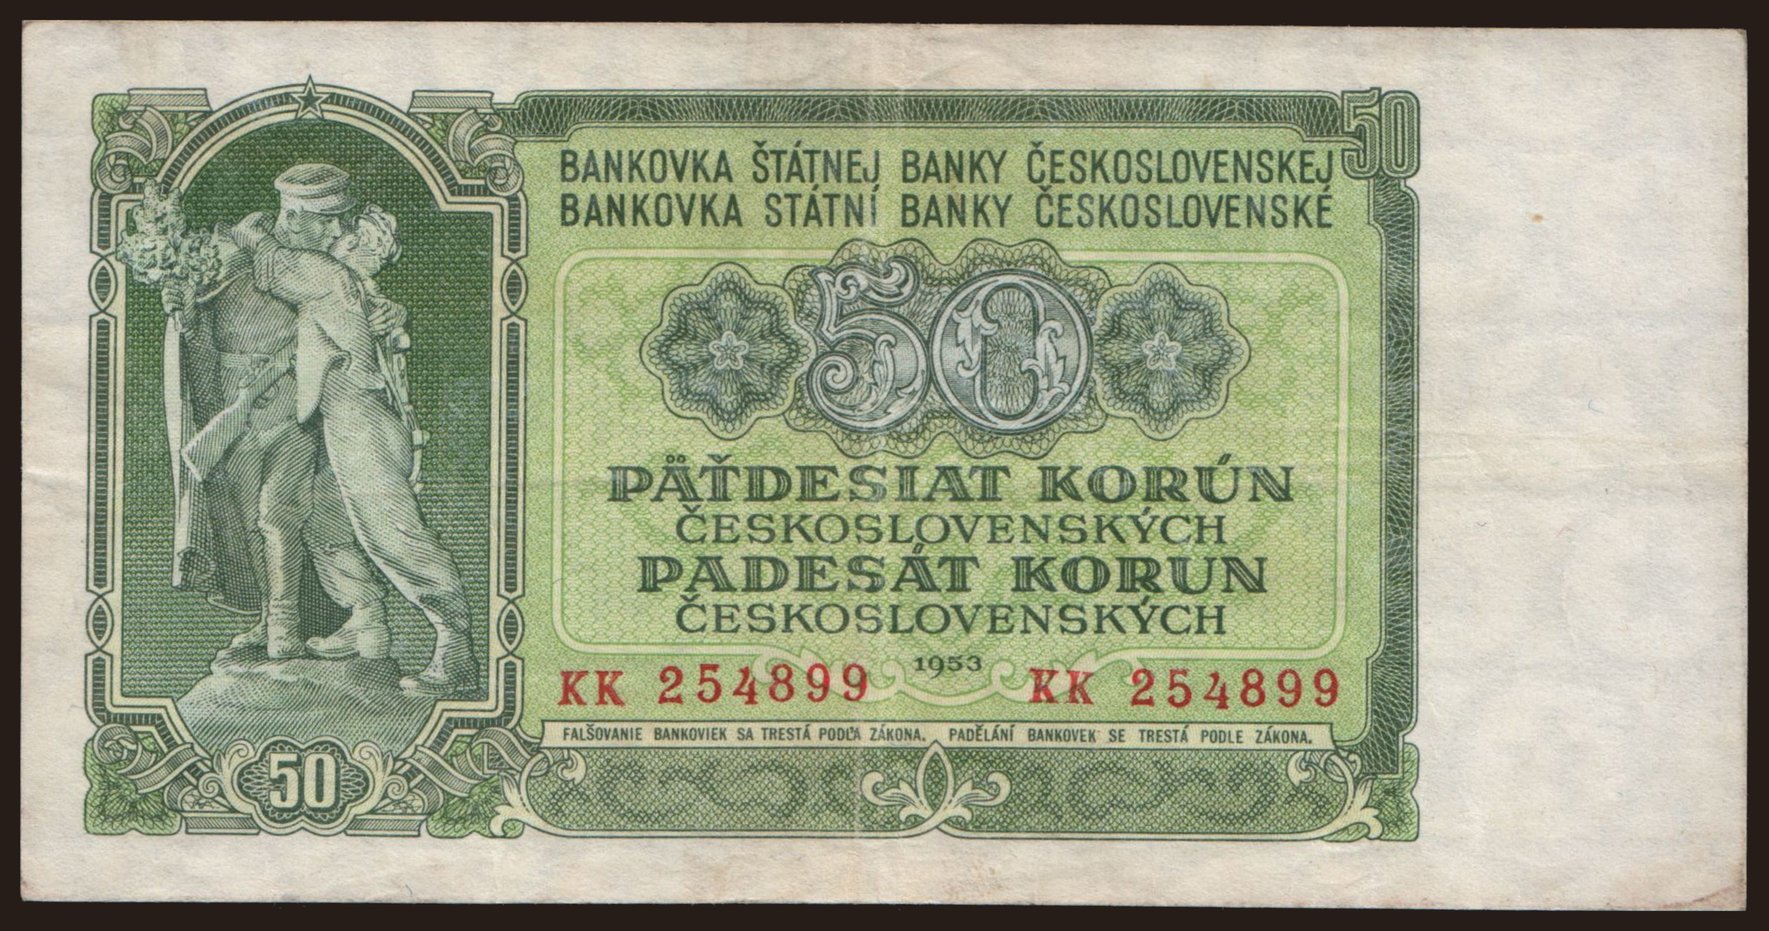 50
BANKOVKA ŠTÁTNEJ BANKY ČESKOSLOVENSKEJ
BANKOVKA STÁTNÍ BANKY ČESKOSLOVENSKÉ
50
PÄŤDESIAT KORÚN
ČESKOSLOVENSKÝCH
PADESÁT KORUN
ČESKOSLOVENSKÝCH
1953
KK 254899 KK 254899
FALŠOVANIE BANKOVIEK SA TRESTÁ PODĽA ZÁKONA. PADĚLÁNÍ BANKOVEK SE TRESTÁ PODLE ZÁKONA.
50